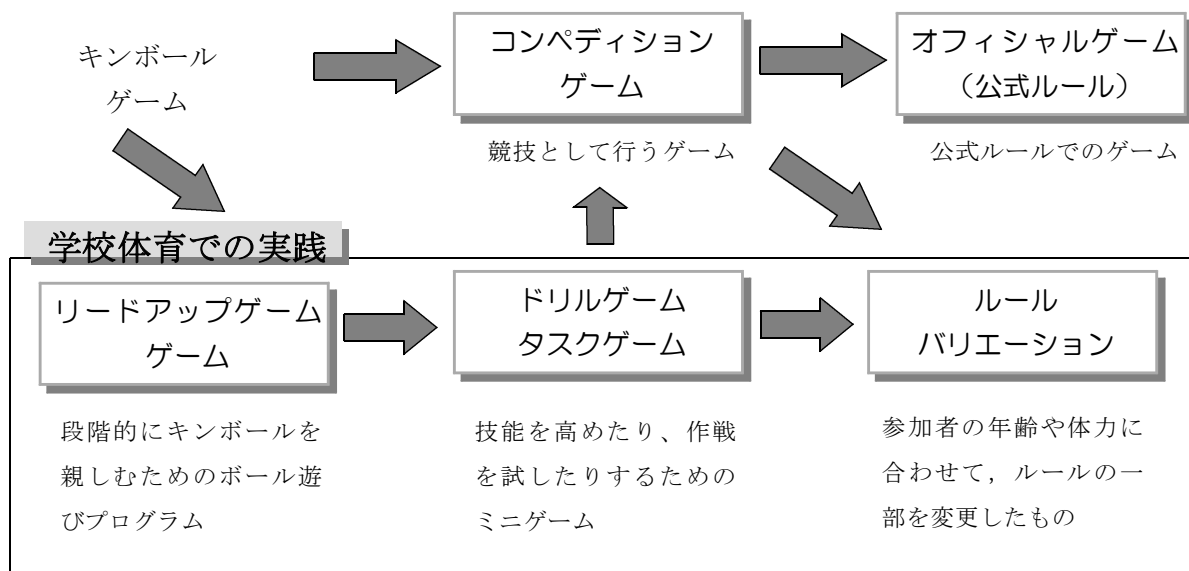 キンボール
ゲーム
コンペディション
ゲーム
競技として行うゲーム
オフィシャルゲーム
（公式ルール）
公式ルールでのゲーム
学校体育での実践
リードアップゲーム
ゲーム
段階的にキンボールを
親しむためのボール遊
びプログラム
ドリルゲーム
タスクゲーム
技能を高めたり、作戦
を試したりするための
ミニゲーム
ルール
バリエーション
参加者の年齢や体力に
合わせて，ルールの一
部を変更したもの